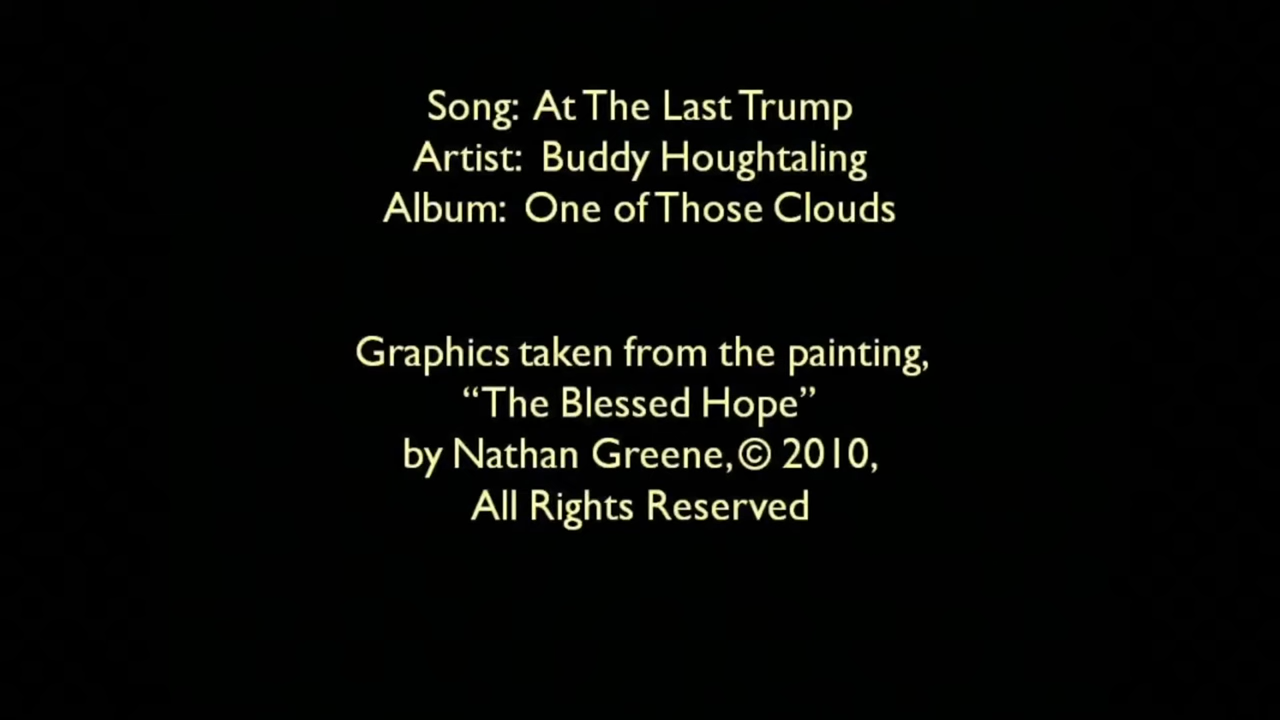 Song: At The Last Trump
Artist: Buddy Houghtaling
Album: One of Those Clouds
Graphics taken from the painting,
“The Blessed Hope”
by Nathan Greene, © 2010,
All Rights Reserved